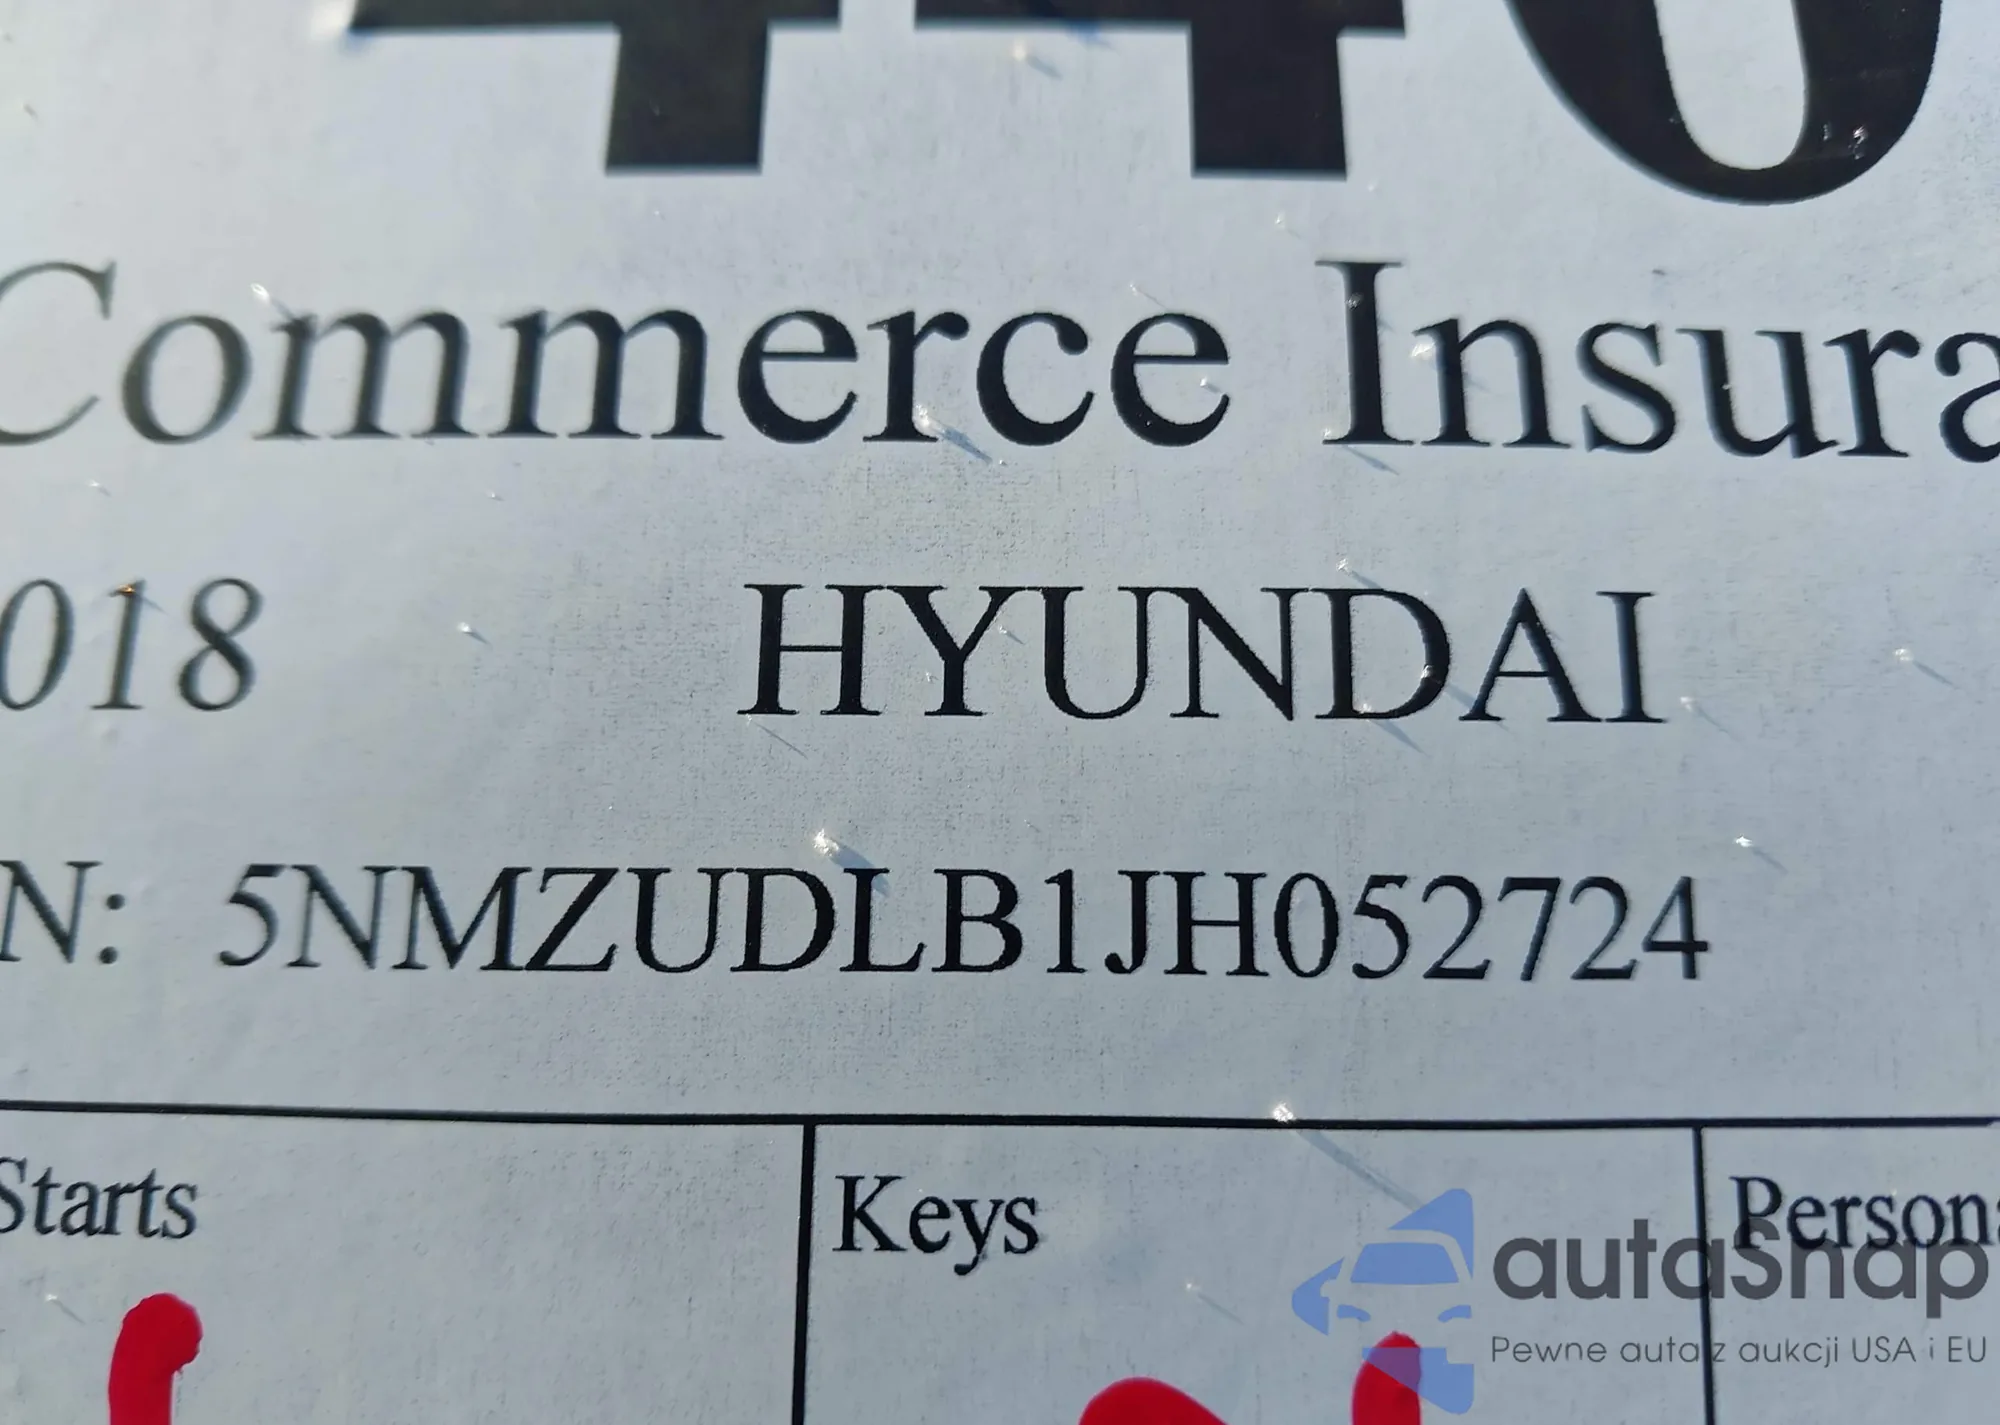 Commerce Insura
018 HYUNDAI
N: 5NMZUDLB1JH052724
Starts Keys Persona
autaSnap
Pewne auta z aukcji USA i EU